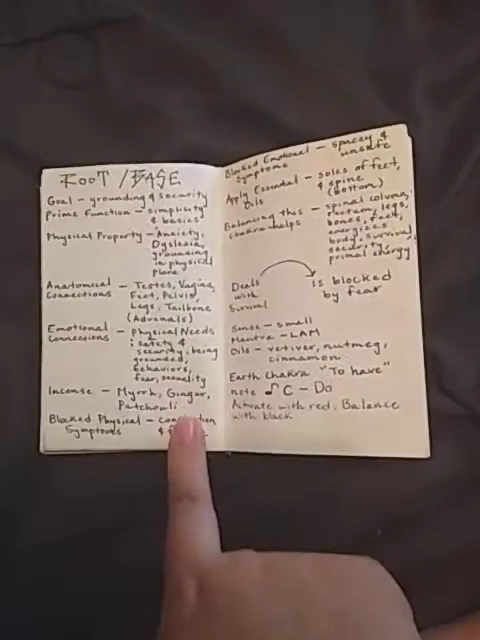 ROOT / BASE
Goal - grounding & security
Prime Function - simplicity
& basics
Physical Property - Anxiety,
Dyslexia,
grounding
in physical
plane
Anatomical - Testes, Vagina,
Connections Feet, Pelvis,
Legs, Tailbone
(Adrenals)
Emotional - physical Needs
Connections : safety &
security, being
grounded,
behaviors,
fear, sexuality
Incense - Myrrh, Ginger,
Patchouli
Blocked Physical -
Symptoms &
Blocked Emotional - spacey &
Symptoms unsafe
Apply Essential - soles of feet,
Oils & spine
(bottom)
Balancing this - spinal column,
chakra helps rectum, legs,
bones, feet,
energizes
body, survival,
security,
primal energy
Deals
with
Survival
is blocked
by fear
Sense - small
Mantra - LAM
Oils - vetiver, nutmeg,
cinnamon
Earth Chakra "To have"
note ♫ C - Do
Activate with red, Balance
with black